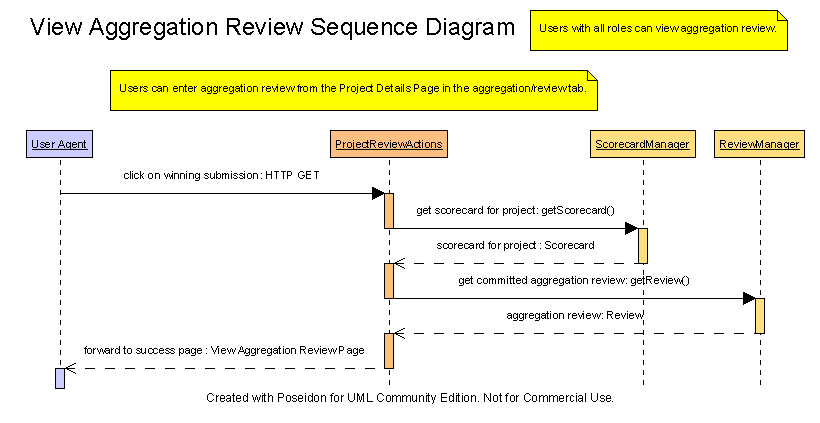 View Aggregation Review Sequence Diagram
Users with all roles can view aggregation review.
Users can enter aggregation review from the Project Details Page in the aggregation/review tab.
User Agent
ProjectReviewActions
ScorecardManager
ReviewManager
click on winning submission : HTTP GET
get scorecard for project: getScorecard()
scorecard for project : Scorecard
get committed aggregation review: getReview()
aggregation review: Review
forward to success page : View Aggregation Review Page
Created with Poseidon for UML Community Edition. Not for Commercial Use.